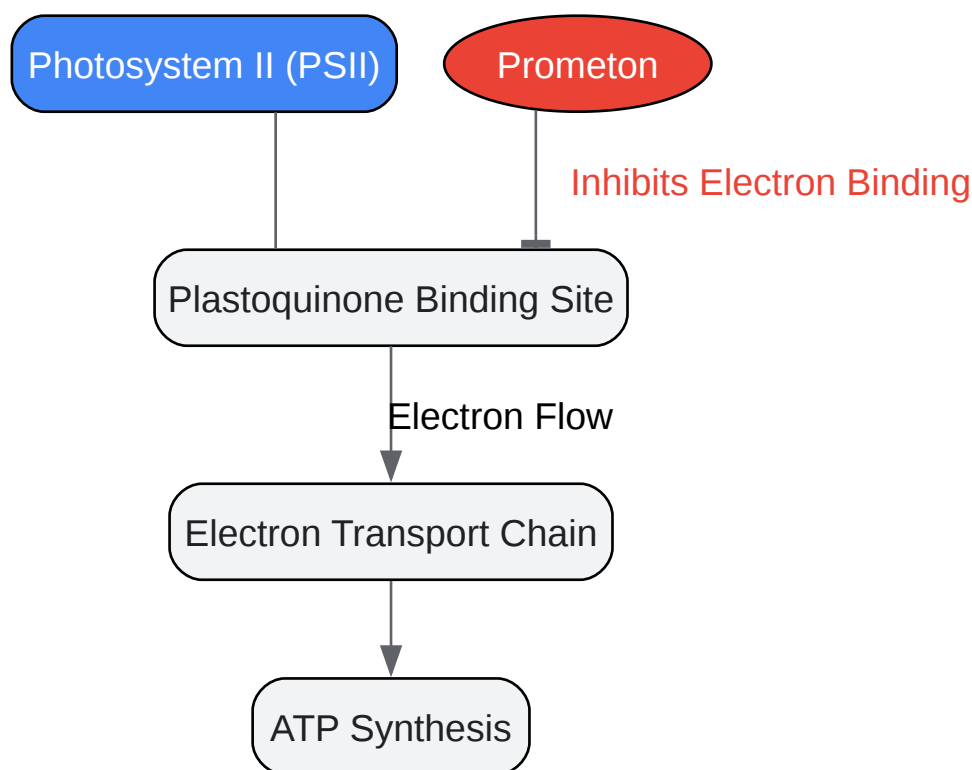 Photosystem II (PSII)
Prometon
Inhibits Electron Binding
Plastoquinone Binding Site
Electron Flow
Electron Transport Chain
ATP Synthesis